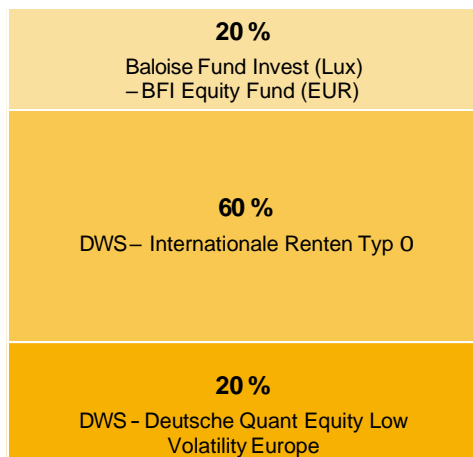 20 %
Baloise Fund Invest (Lux)
– BFI Equity Fund (EUR)
60 %
DWS – Internationale Renten Typ O
20 %
DWS - Deutsche Quant Equity Low
Volatility Europe